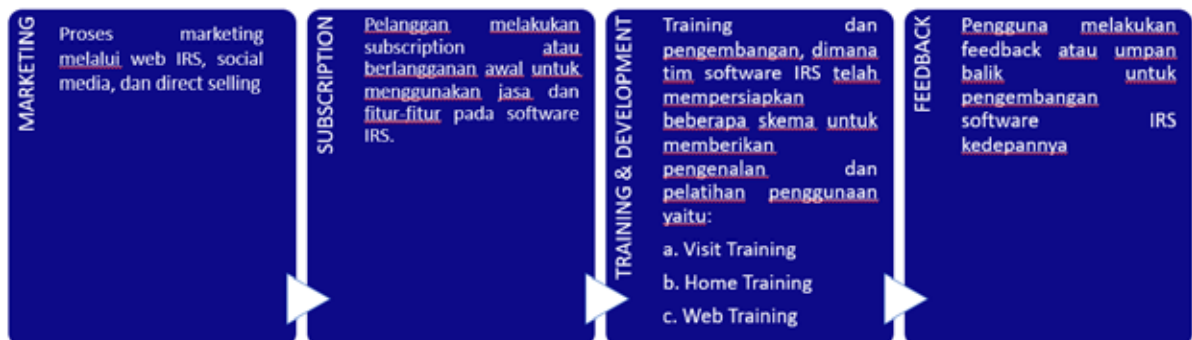 MARKETING
Proses marketing
melalui web IRS, social
media, dan direct selling
SUBSCRIPTION
Pelanggan melakukan
subscription atau
berlangganan awal untuk
menggunakan jasa dan
fitur-fitur pada software
IRS.
TRAINING & DEVELOPMENT
Training dan
pengembangan, dimana
tim software IRS telah
mempersiapkan
beberapa skema untuk
memberikan
pengenalan dan
pelatihan penggunaan
yaitu:
a. Visit Training
b. Home Training
c. Web Training
FEEDBACK
Pengguna melakukan
feedback atau umpan
balik untuk
pengembangan
software IRS
kedepannya